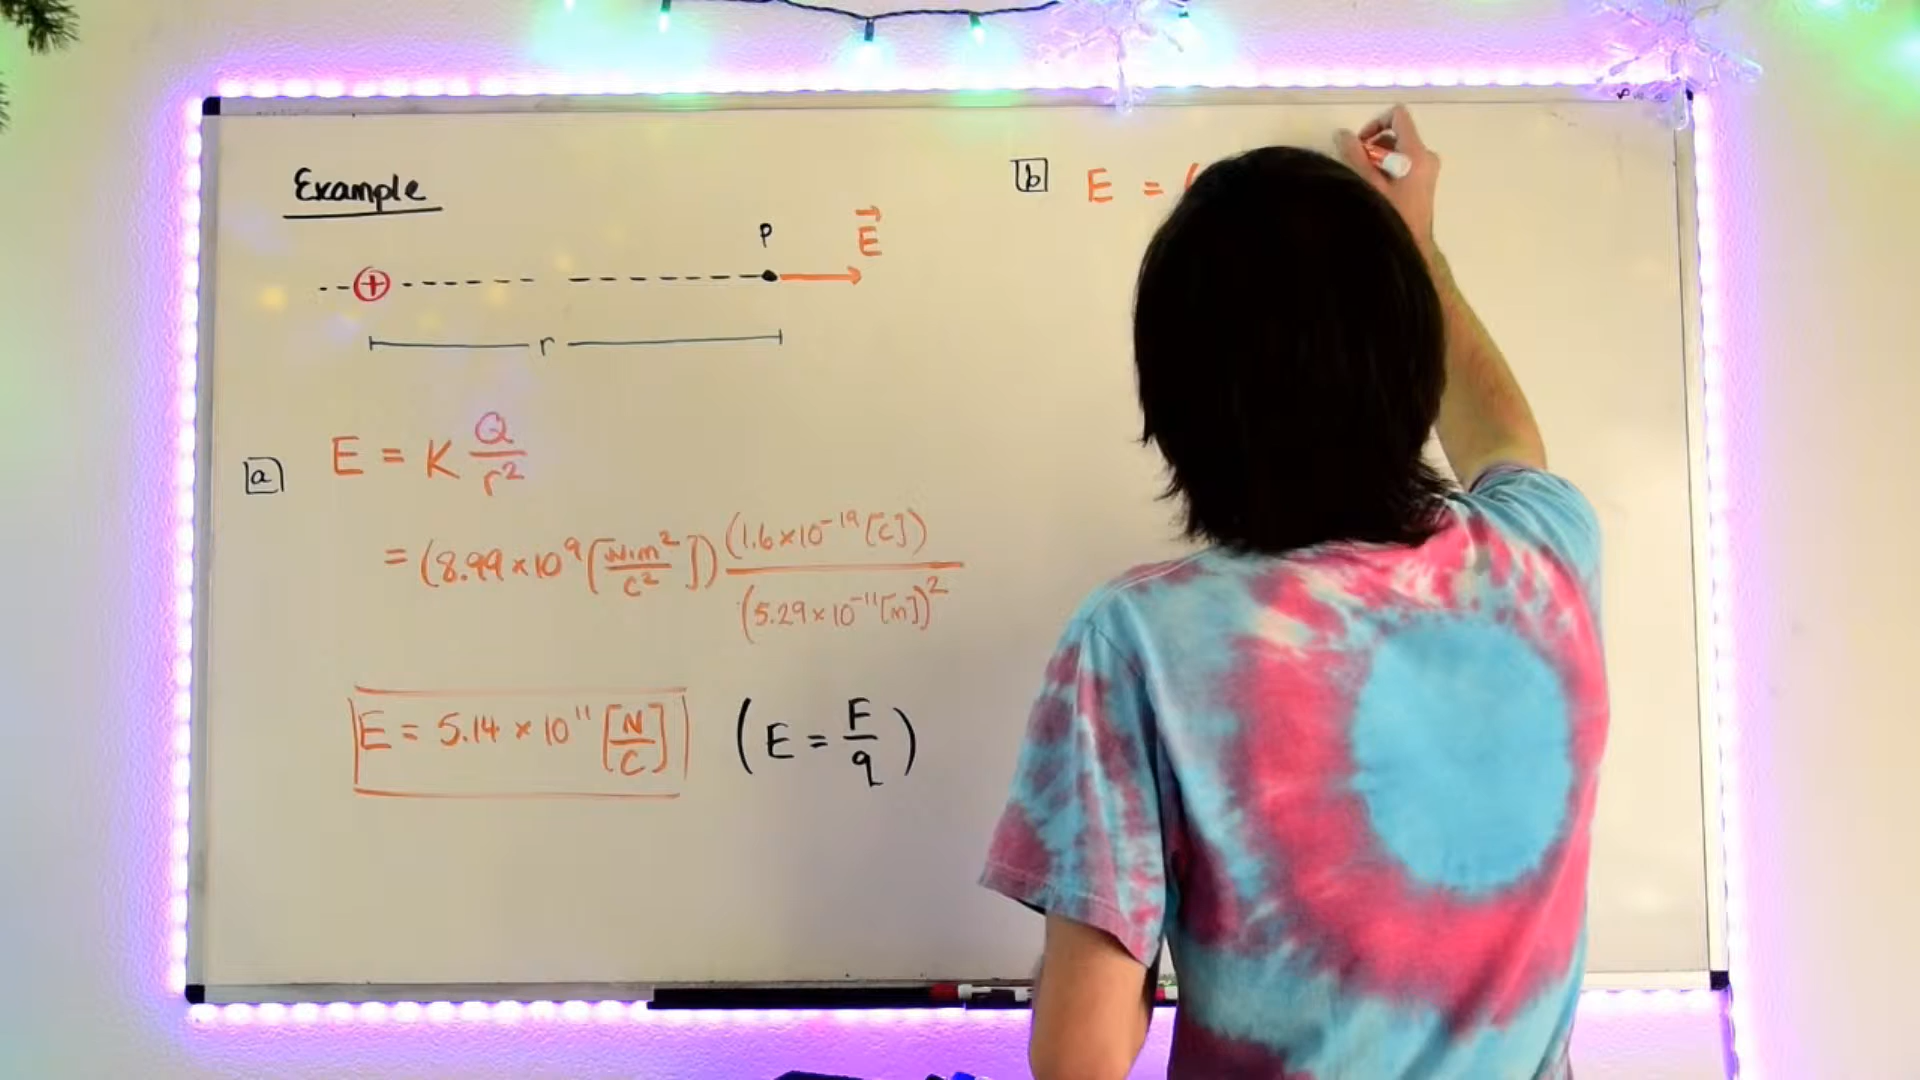 Example
P
E⃗
+
r
a
E = K Q/r²
= (8.99×10⁹ [N·m²/C²]) (1.6×10⁻¹⁹ [C]) / (5.29×10⁻¹¹ [m])²
E = 5.14 × 10¹¹ [N/C] (E = F/q)
b E = (